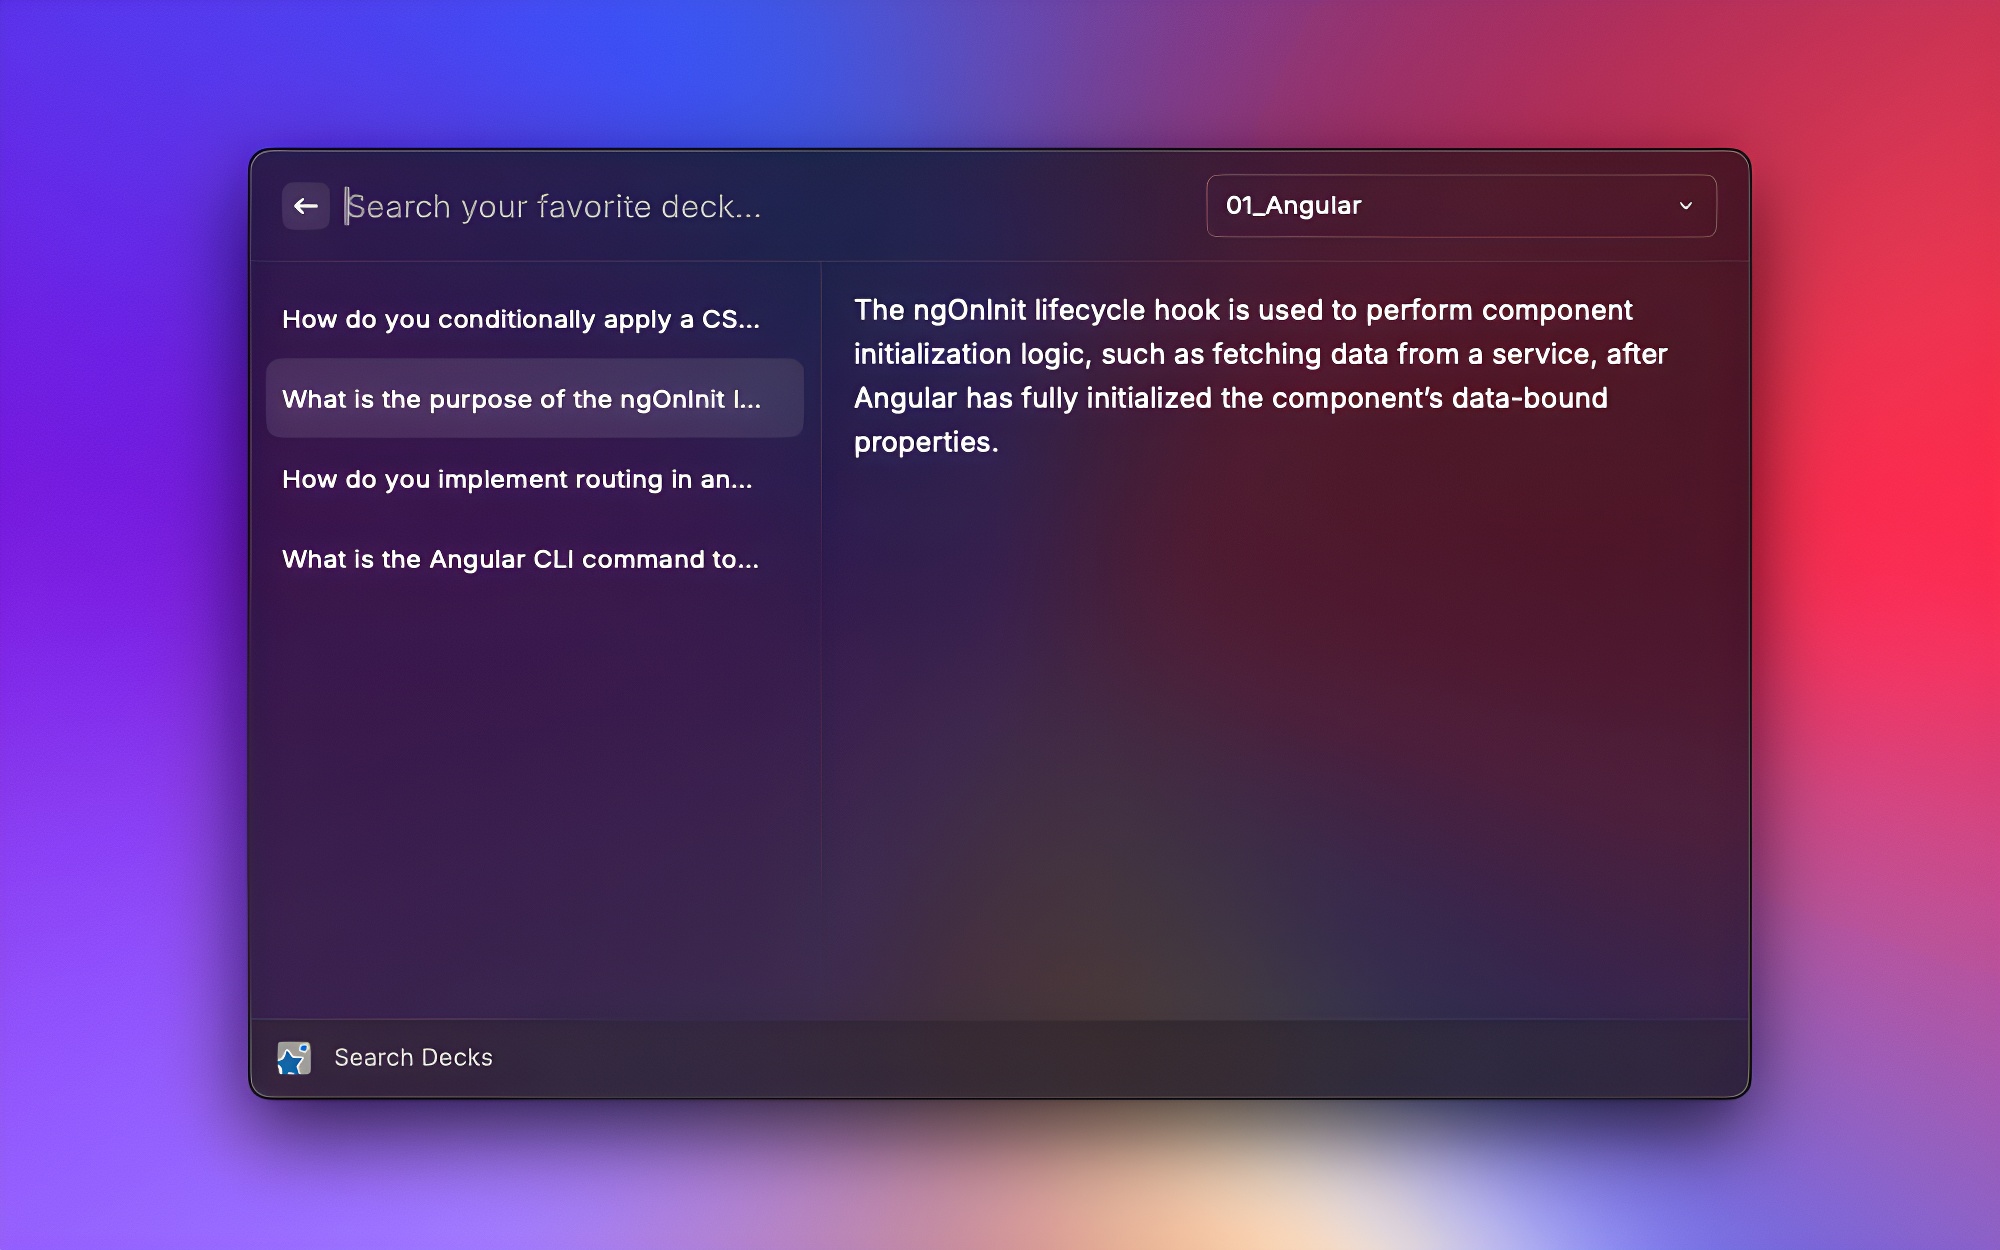 Search your favorite deck...
01_Angular
How do you conditionally apply a CS...
What is the purpose of the ngOnInit l...
How do you implement routing in an...
What is the Angular CLI command to...
The ngOnInit lifecycle hook is used to perform component
initialization logic, such as fetching data from a service, after
Angular has fully initialized the component’s data-bound
properties.
Search Decks